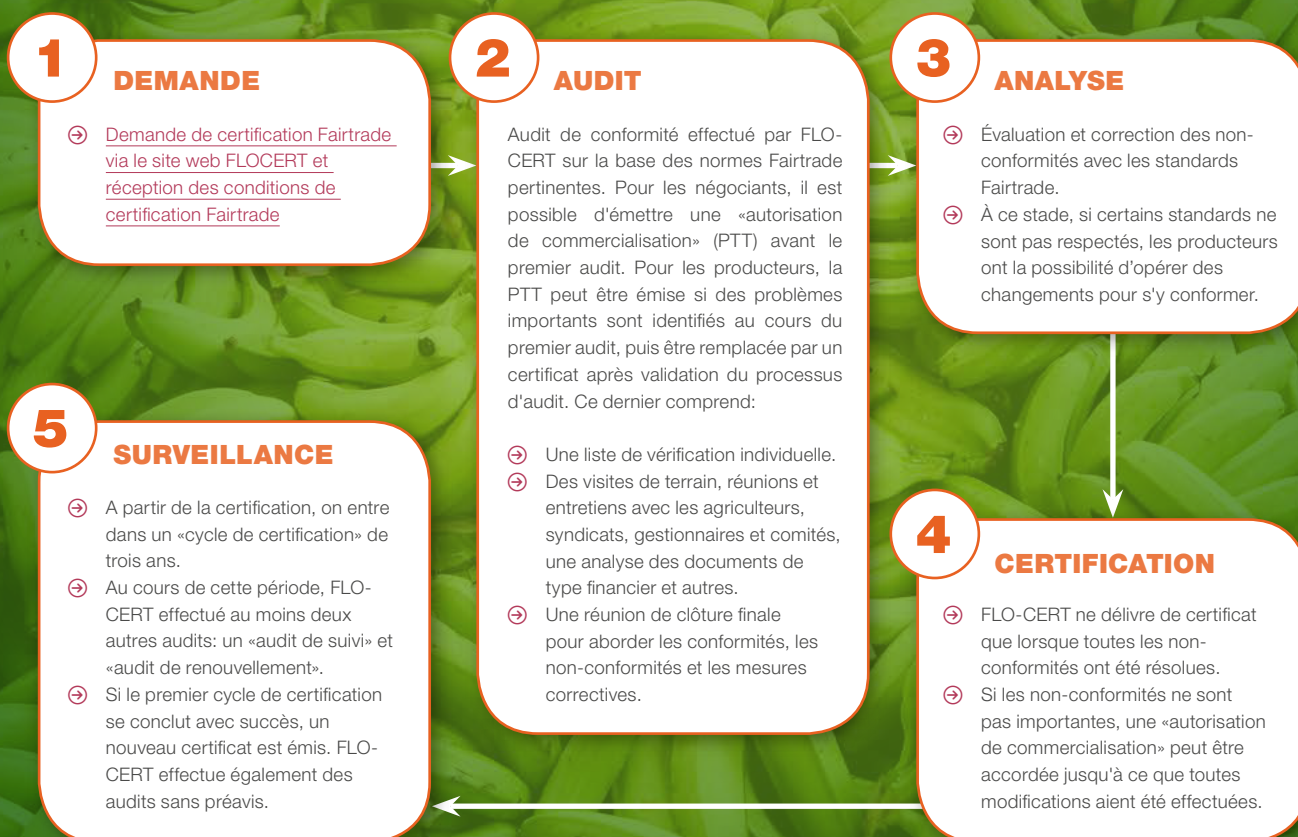 1
DEMANDE
Demande de certification Fairtrade
via le site web FLOCERT et
réception des conditions de
certification Fairtrade
2
AUDIT
Audit de conformité effectué par FLO-
CERT sur la base des normes Fairtrade
pertinentes. Pour les négociants, il est
possible d'émettre une «autorisation
de commercialisation» (PTT) avant le
premier audit. Pour les producteurs, la
PTT peut être émise si des problèmes
importants sont identifiés au cours du
premier audit, puis être remplacée par un
certificat après validation du processus
d'audit. Ce dernier comprend:
Une liste de vérification individuelle.
Des visites de terrain, réunions et
entretiens avec les agriculteurs,
syndicats, gestionnaires et comités,
une analyse des documents de
type financier et autres.
Une réunion de clôture finale
pour aborder les conformités, les
non-conformités et les mesures
correctives.
3
ANALYSE
Évaluation et correction des non-
conformités avec les standards
Fairtrade.
À ce stade, si certains standards ne
sont pas respectés, les producteurs
ont la possibilité d’opérer des
changements pour s'y conformer.
4
CERTIFICATION
FLO-CERT ne délivre de certificat
que lorsque toutes les non-
conformités ont été résolues.
Si les non-conformités ne sont
pas importantes, une «autorisation
de commercialisation» peut être
accordée jusqu'à ce que toutes
modifications aient été effectuées.
5
SURVEILLANCE
A partir de la certification, on entre
dans un «cycle de certification» de
trois ans.
Au cours de cette période, FLO-
CERT effectué au moins deux
autres audits: un «audit de suivi» et
«audit de renouvellement».
Si le premier cycle de certification
se conclut avec succès, un
nouveau certificat est émis. FLO-
CERT effectue également des
audits sans préavis.